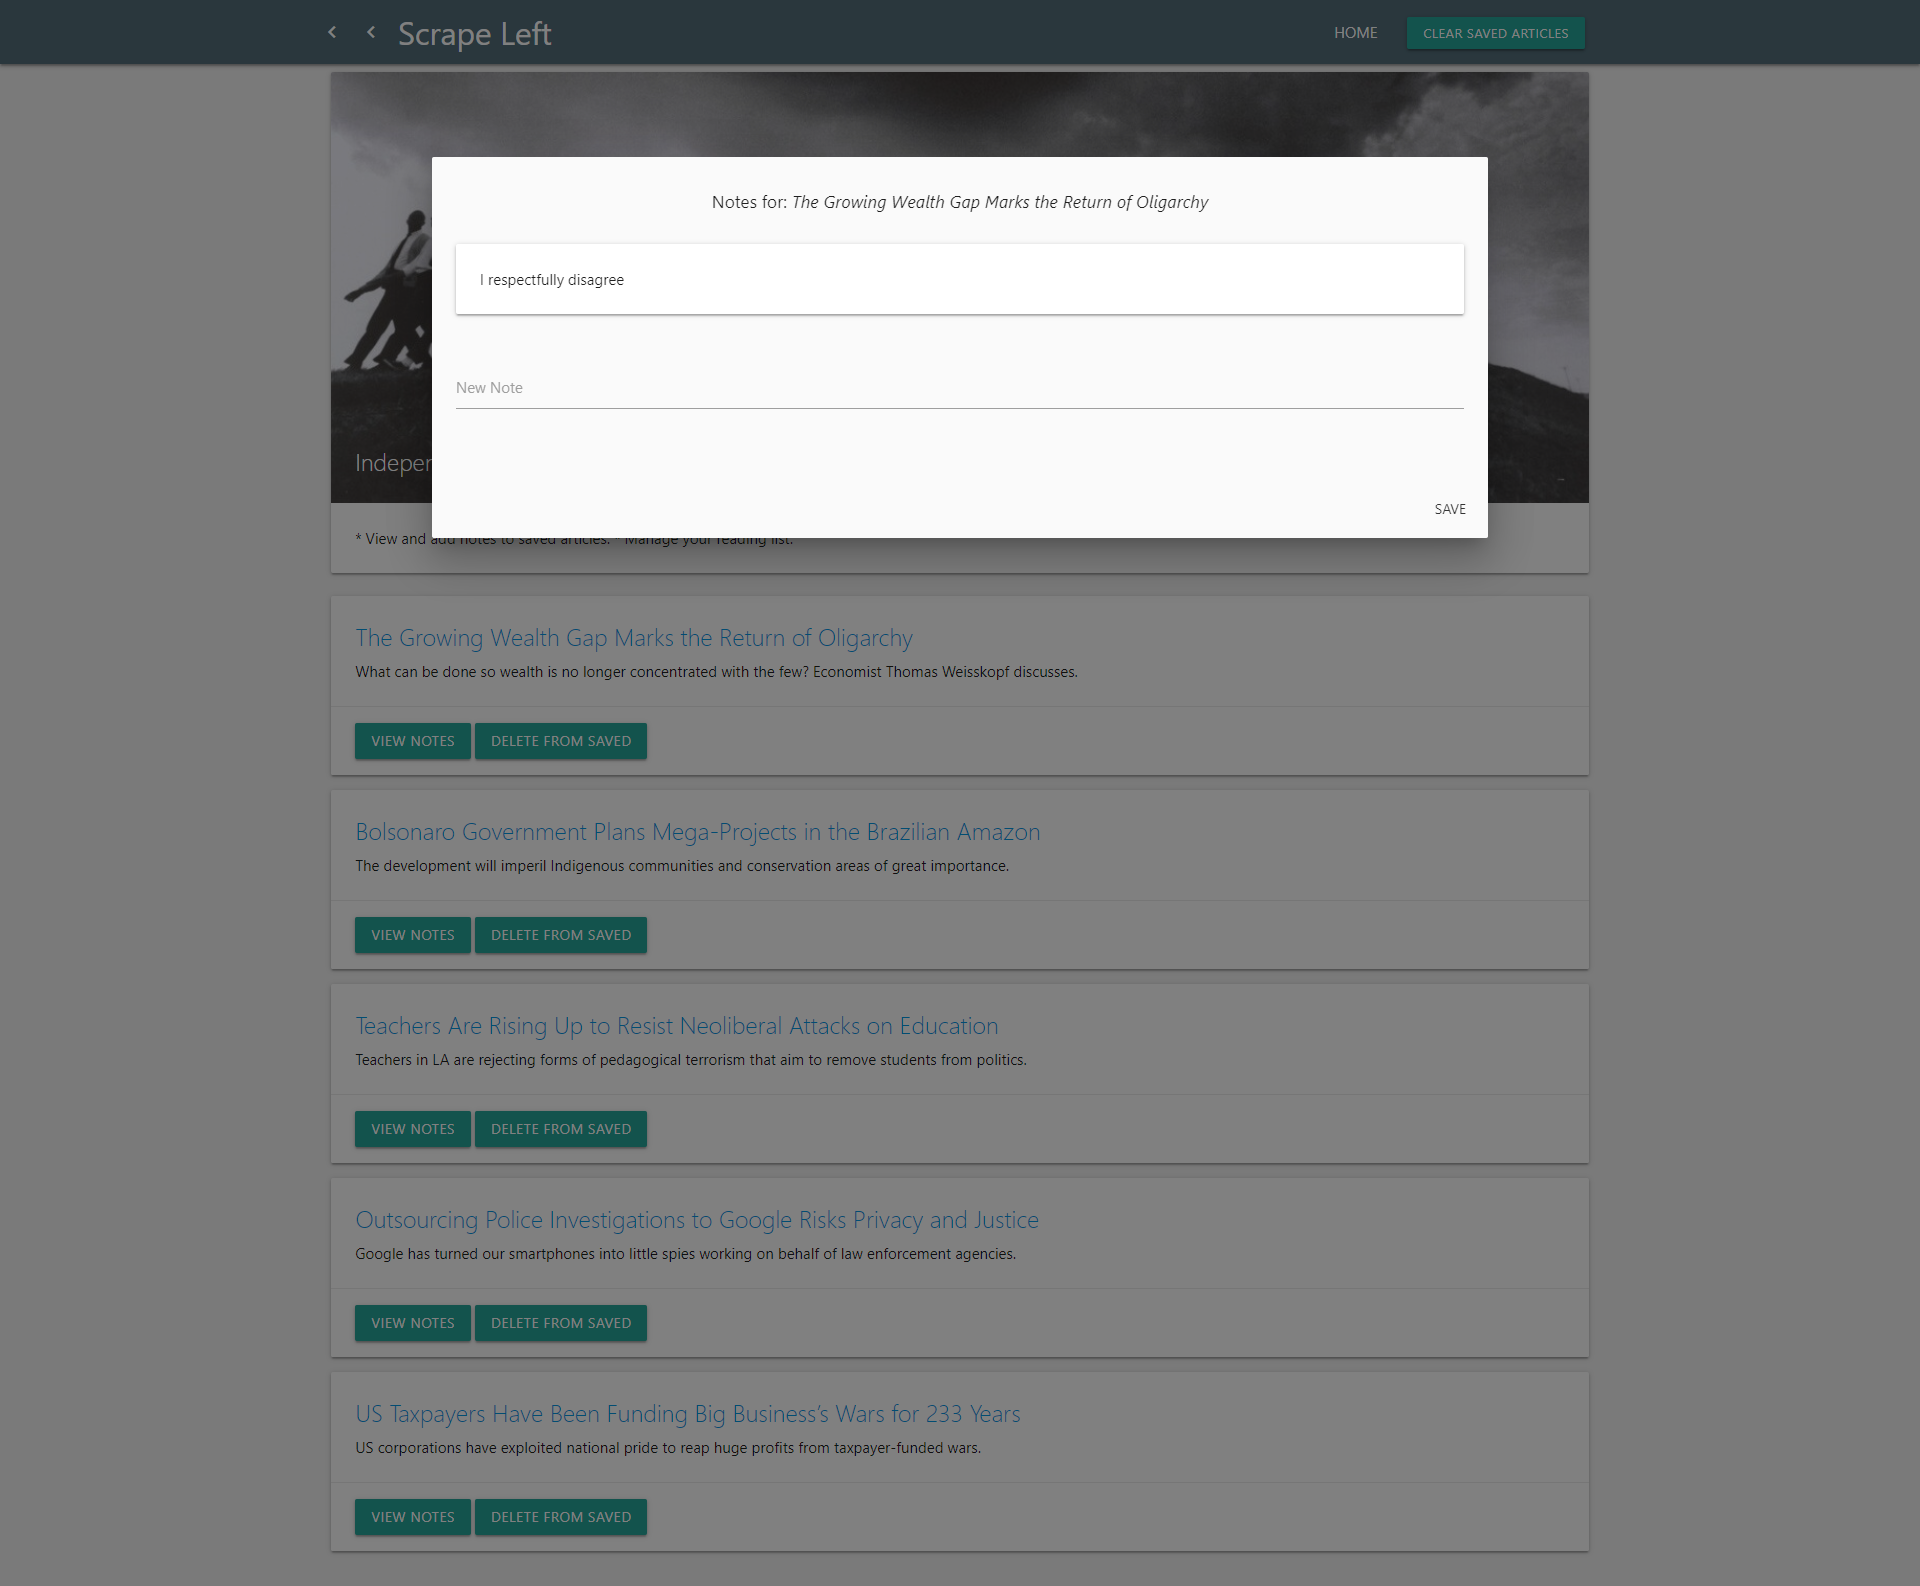 Scrape Left
HOME
CLEAR SAVED ARTICLES
Notes for: The Growing Wealth Gap Marks the Return of Oligarchy
I respectfully disagree
New Note
SAVE
* View and add notes to saved articles. * Manage your reading list.
The Growing Wealth Gap Marks the Return of Oligarchy
What can be done so wealth is no longer concentrated with the few? Economist Thomas Weisskopf discusses.
VIEW NOTES DELETE FROM SAVED
Bolsonaro Government Plans Mega-Projects in the Brazilian Amazon
The development will imperil Indigenous communities and conservation areas of great importance.
VIEW NOTES DELETE FROM SAVED
Teachers Are Rising Up to Resist Neoliberal Attacks on Education
Teachers in LA are rejecting forms of pedagogical terrorism that aim to remove students from politics.
VIEW NOTES DELETE FROM SAVED
Outsourcing Police Investigations to Google Risks Privacy and Justice
Google has turned our smartphones into little spies working on behalf of law enforcement agencies.
VIEW NOTES DELETE FROM SAVED
US Taxpayers Have Been Funding Big Business’s Wars for 233 Years
US corporations have exploited national pride to reap huge profits from taxpayer-funded wars.
VIEW NOTES DELETE FROM SAVED